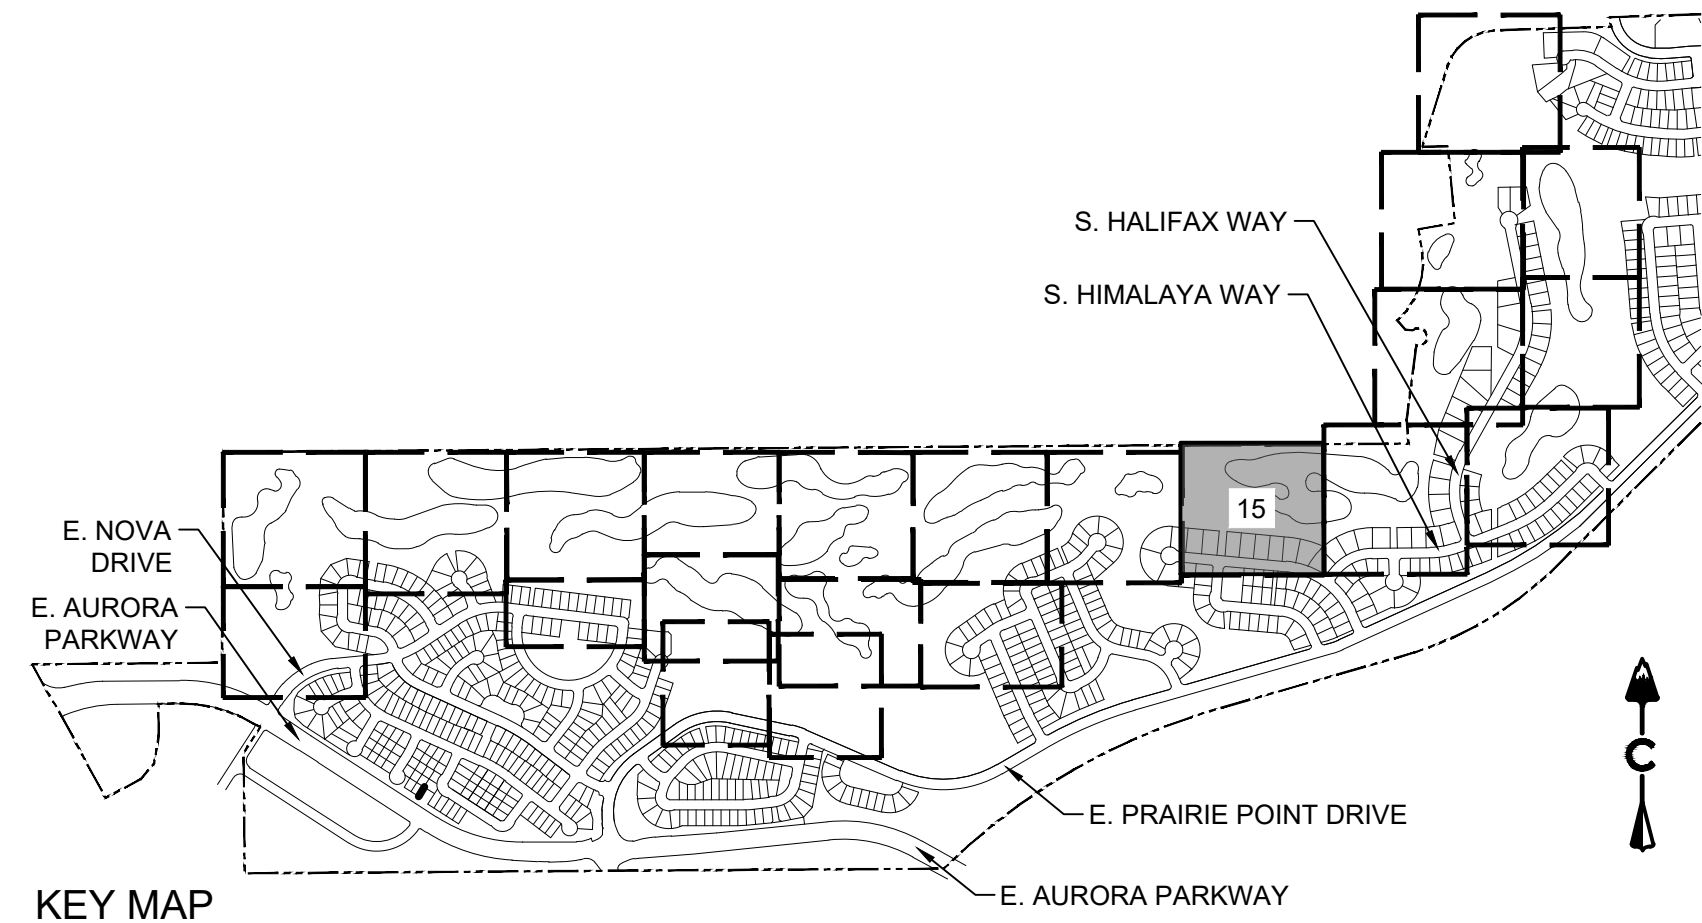 S. HALIFAX WAY
S. HIMALAYA WAY
15
E. NOVA
DRIVE
E. AURORA
PARKWAY
E. PRAIRIE POINT DRIVE
E. AURORA PARKWAY
C
KEY MAP